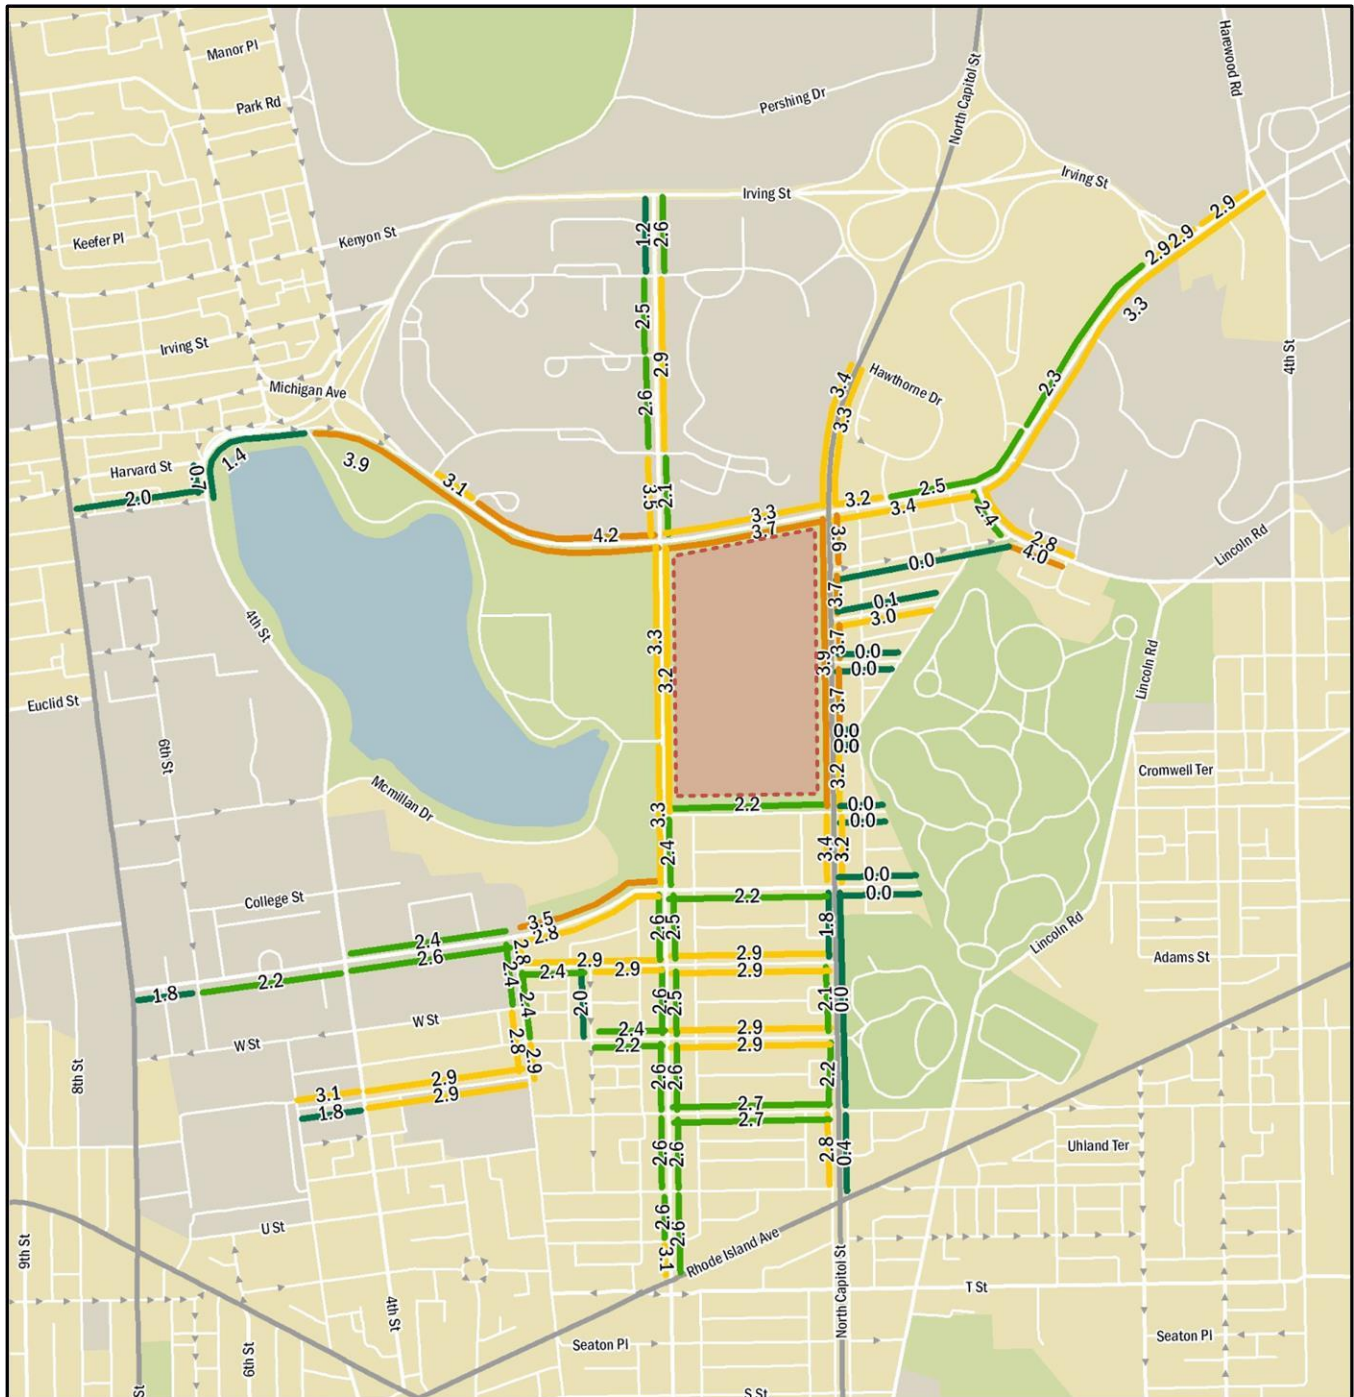 Manor Pl
Park Rd
Pershing Dr
North Capitol St
Harewood Rd
Irving St
Irving St
Keefer Pl
Kenyon St
1.2
2.6
2.9
2.9
2.9
3.3
2.5
Irving St
Michigan Ave
2.9
2.6
3.4
3.3
Hawthorne Dr
2.3
4th St
Harvard St
2.0
0.7
1.4
3.9
3.1
3.5
2.1
3.2
2.5
3.4
2.4
3.3
3.7
4.2
3.6
2.8
4.0
Lincoln Rd
0.0
3.7
0.1
3.0
4th St
3.3
3.2
3.9
3.7
0.0
0.0
3.7
Lincoln Rd
Euclid St
6th St
0.0
0.0
3.2
Cromwell Ter
Mcmillan Dr
3.3
2.2
0.0
0.0
2.4
3.4
3.2
College St
0.0
0.0
2.2
3.5
2.8
2.6
2.5
1.8
Lincoln Rd
2.4
2.6
2.8
2.9
2.9
2.9
2.9
2.4
2.4
Adams St
1.8
2.2
2.4
2.0
2.6
2.5
2.1
0.0
W St
W St
2.8
2.9
2.4
2.2
2.9
2.9
8th St
3.1
2.9
2.9
1.8
2.6
2.6
2.2
2.7
2.7
2.6
2.6
2.8
0.4
Uhland Ter
U St
2.6
2.6
3.1
Rhode Island Ave
9th St
North Capitol St
T St
4th St
6th St
Seaton Pl
Seaton Pl
St
S St